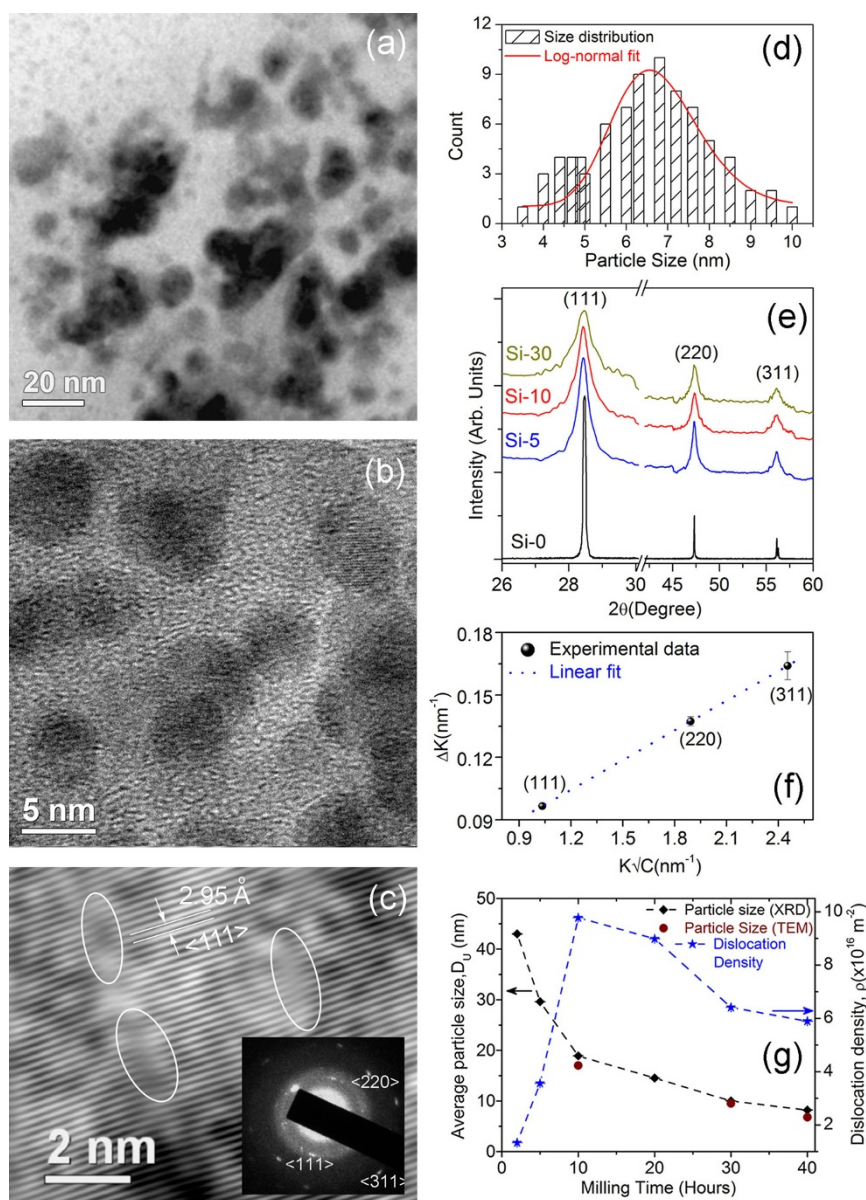 (a)
20 nm
(b)
5 nm
(c)
2.95 Å
<111>
<220>
<111>
<311>
2 nm
(d)
Size distribution
Log-normal fit
Count
12
9
6
3
0
3 4 5 6 7 8 9 10
Particle Size (nm)
(e)
(111)
(220)
(311)
Si-30
Si-10
Si-5
Si-0
Intensity (Arb. Units)
26 28 30 45 50 55 60
2θ(Degree)
(f)
Experimental data
Linear fit
(111)
(220)
(311)
ΔK(nm⁻¹)
0.18
0.15
0.12
0.09
0.9 1.2 1.5 1.8 2.1 2.4
K√C(nm⁻¹)
(g)
Particle size (XRD)
Particle Size (TEM)
Dislocation
Density
Average particle size,D_U (nm)
50
40
30
20
10
0
Dislocation density, ρ(x10¹⁶ m⁻²)
10
8
6
4
2
0 10 20 30 40
Milling Time (Hours)